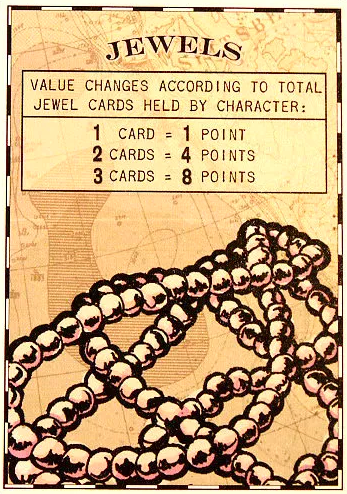 JEWELS
VALUE CHANGES ACCORDING TO TOTAL
JEWEL CARDS HELD BY CHARACTER:
1 CARD = 1 POINT
2 CARDS = 4 POINTS
3 CARDS = 8 POINTS